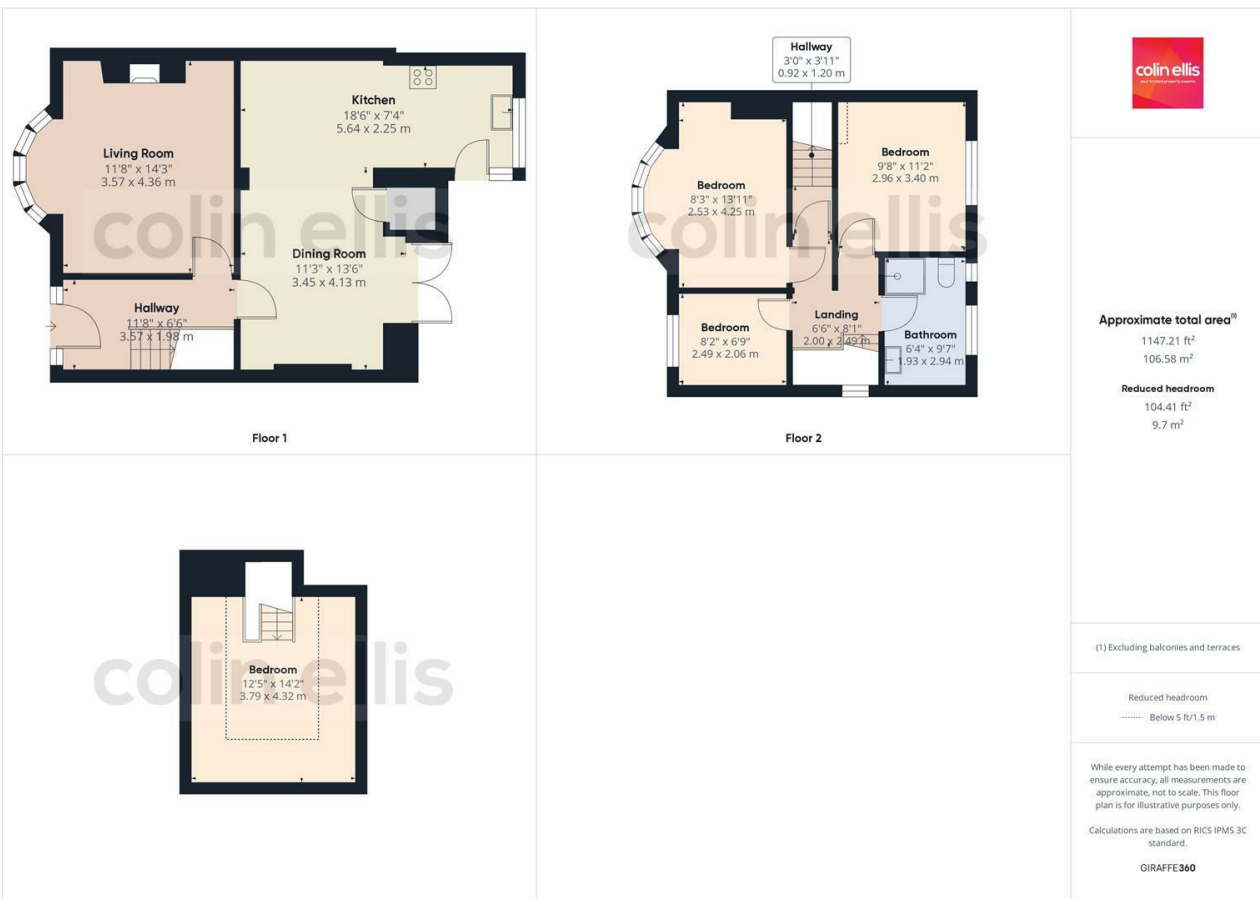 Living Room
11'8" x 14'3"
3.57 x 4.36 m
Kitchen
18'6" x 7'4"
5.64 x 2.25 m
Dining Room
11'3" x 13'6"
3.45 x 4.13 m
Hallway
11'8" x 6'6"
3.57 x 1.98 m
colin ellis
Floor 1
Hallway
3'0" x 3'11"
0.92 x 1.20 m
Bedroom
8'3" x 13'11"
2.53 x 4.25 m
Bedroom
9'8" x 11'2"
2.96 x 3.40 m
Bedroom
8'2" x 6'9"
2.49 x 2.06 m
Landing
6'6" x 8'1"
2.00 x 2.49 m
Bathroom
6'4" x 9'7"
1.93 x 2.94 m
colin ellis
Floor 2
Bedroom
12'5" x 14'2"
3.79 x 4.32 m
colin ellis
colin ellis
your trusted property experts
Approximate total area(1)
1147.21 ft²
106.58 m²
Reduced headroom
104.41 ft²
9.7 m²
(1) Excluding balconies and terraces
Reduced headroom
Below 5 ft/1.5 m
While every attempt has been made to
ensure accuracy, all measurements are
approximate, not to scale. This floor
plan is for illustrative purposes only.
Calculations are based on RICS IPMS 3C
standard.
GIRAFFE360